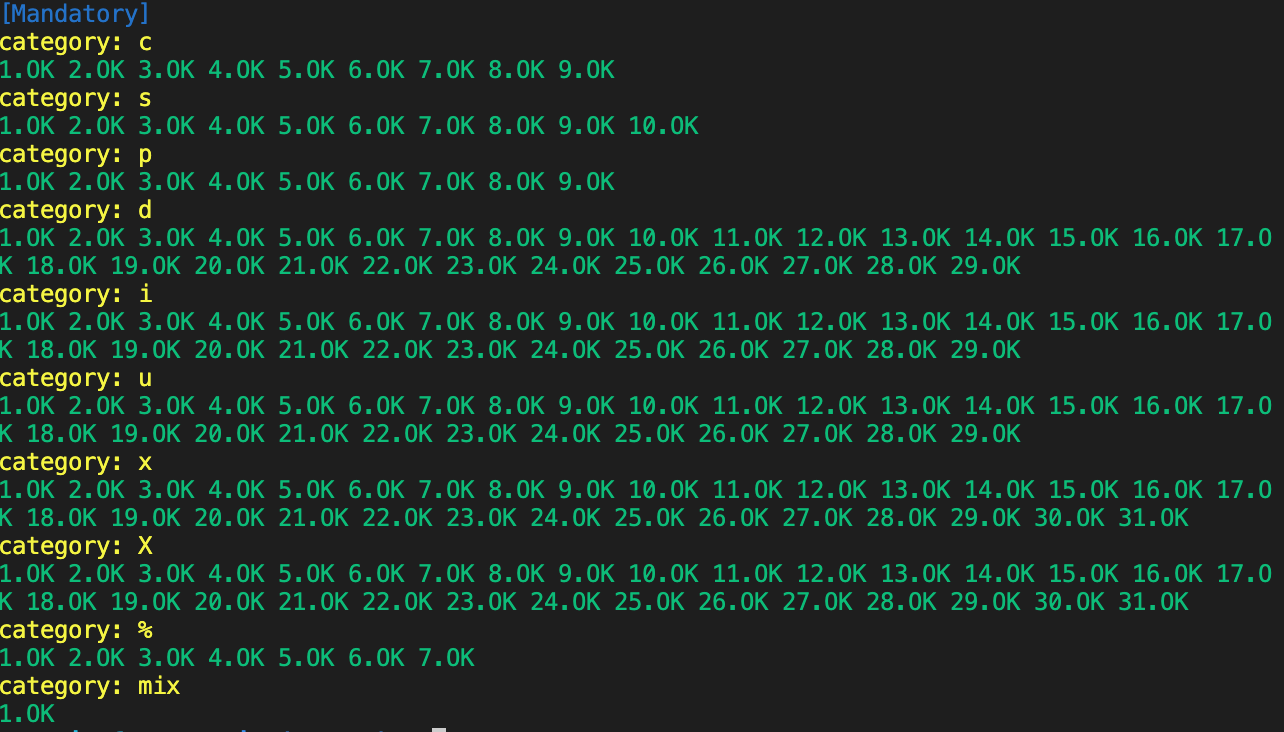 [Mandatory]
category: c
1.OK 2.OK 3.OK 4.OK 5.OK 6.OK 7.OK 8.OK 9.OK
category: s
1.OK 2.OK 3.OK 4.OK 5.OK 6.OK 7.OK 8.OK 9.OK 10.OK
category: p
1.OK 2.OK 3.OK 4.OK 5.OK 6.OK 7.OK 8.OK 9.OK
category: d
1.OK 2.OK 3.OK 4.OK 5.OK 6.OK 7.OK 8.OK 9.OK 10.OK 11.OK 12.OK 13.OK 14.OK 15.OK 16.OK 17.O
K 18.OK 19.OK 20.OK 21.OK 22.OK 23.OK 24.OK 25.OK 26.OK 27.OK 28.OK 29.OK
category: i
1.OK 2.OK 3.OK 4.OK 5.OK 6.OK 7.OK 8.OK 9.OK 10.OK 11.OK 12.OK 13.OK 14.OK 15.OK 16.OK 17.O
K 18.OK 19.OK 20.OK 21.OK 22.OK 23.OK 24.OK 25.OK 26.OK 27.OK 28.OK 29.OK
category: u
1.OK 2.OK 3.OK 4.OK 5.OK 6.OK 7.OK 8.OK 9.OK 10.OK 11.OK 12.OK 13.OK 14.OK 15.OK 16.OK 17.O
K 18.OK 19.OK 20.OK 21.OK 22.OK 23.OK 24.OK 25.OK 26.OK 27.OK 28.OK 29.OK
category: x
1.OK 2.OK 3.OK 4.OK 5.OK 6.OK 7.OK 8.OK 9.OK 10.OK 11.OK 12.OK 13.OK 14.OK 15.OK 16.OK 17.O
K 18.OK 19.OK 20.OK 21.OK 22.OK 23.OK 24.OK 25.OK 26.OK 27.OK 28.OK 29.OK 30.OK 31.OK
category: X
1.OK 2.OK 3.OK 4.OK 5.OK 6.OK 7.OK 8.OK 9.OK 10.OK 11.OK 12.OK 13.OK 14.OK 15.OK 16.OK 17.O
K 18.OK 19.OK 20.OK 21.OK 22.OK 23.OK 24.OK 25.OK 26.OK 27.OK 28.OK 29.OK 30.OK 31.OK
category: %
1.OK 2.OK 3.OK 4.OK 5.OK 6.OK 7.OK
category: mix
1.OK